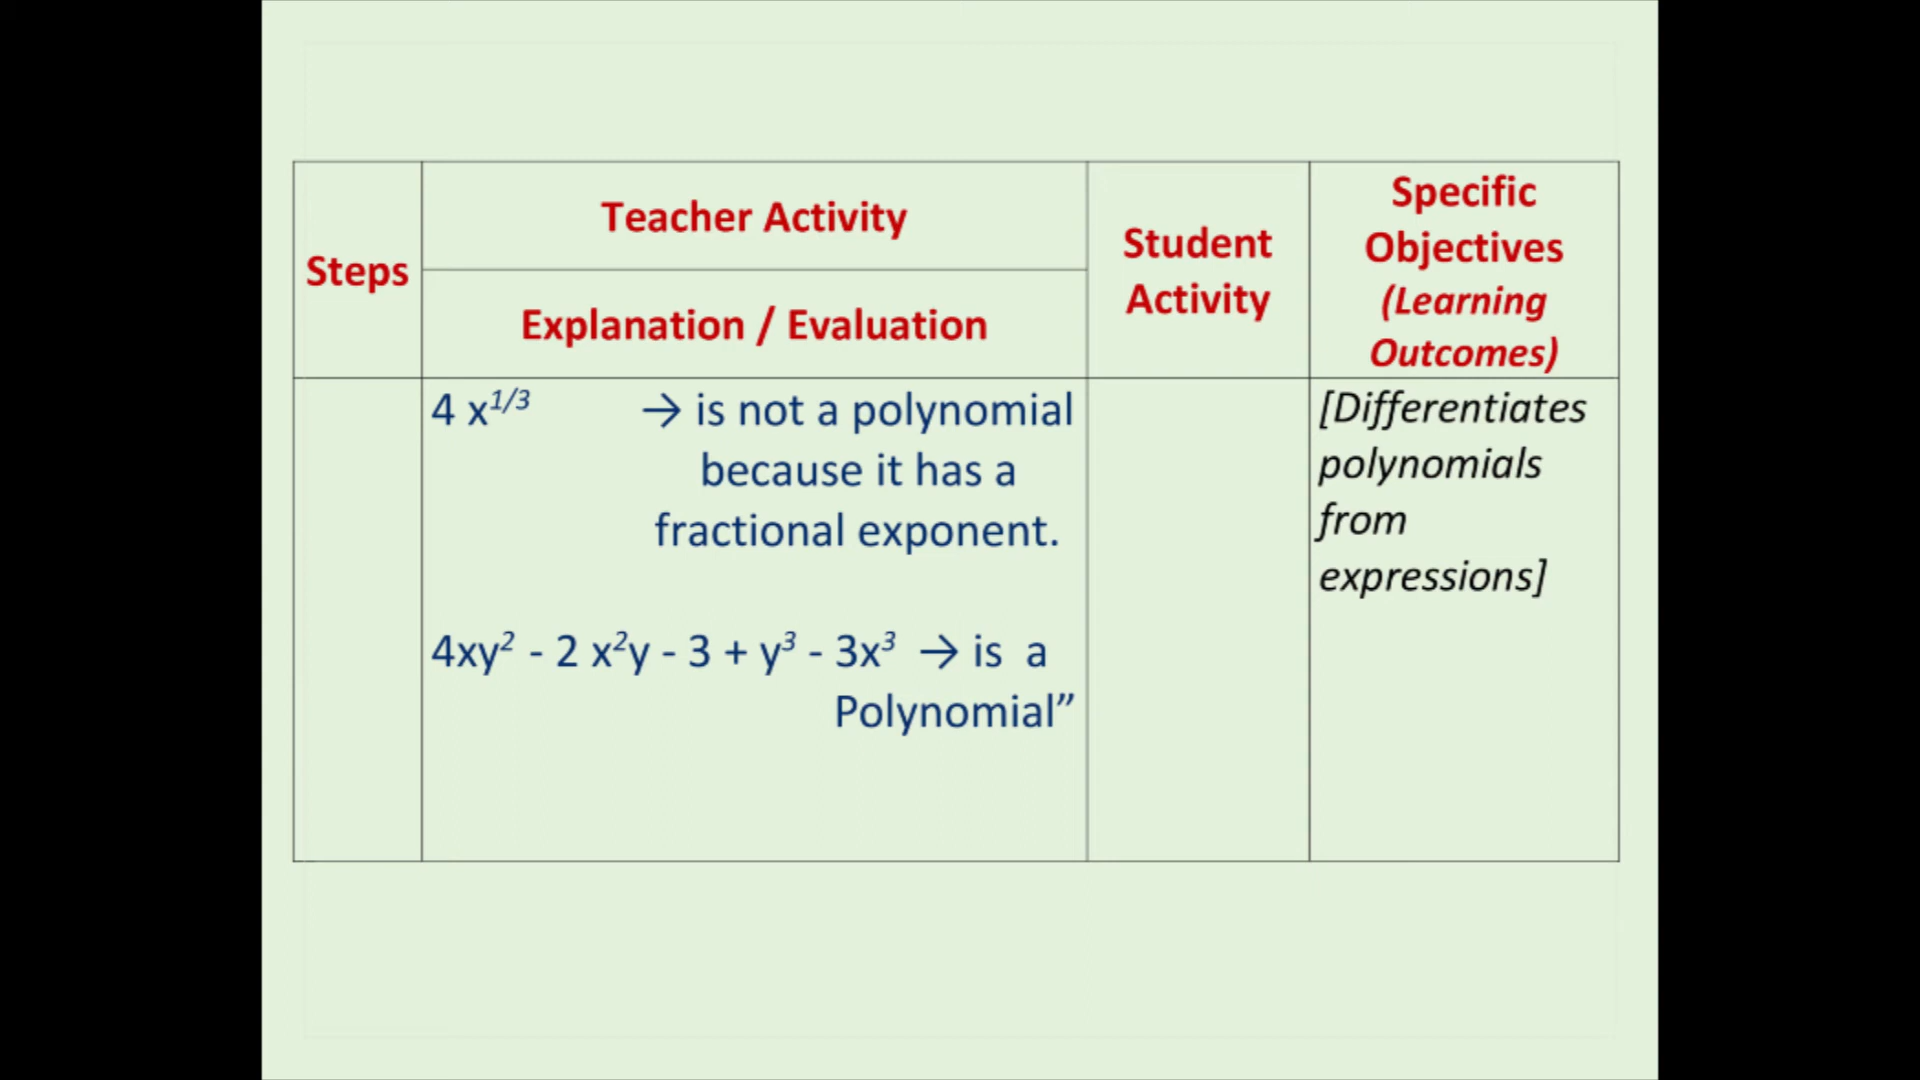 Steps
Teacher Activity
Explanation / Evaluation
Student
Activity
Specific
Objectives
(Learning
Outcomes)
4 x^1/3 → is not a polynomial
because it has a
fractional exponent.
4xy² - 2 x²y - 3 + y³ - 3x³ → is a
Polynomial”
[Differentiates
polynomials
from
expressions]